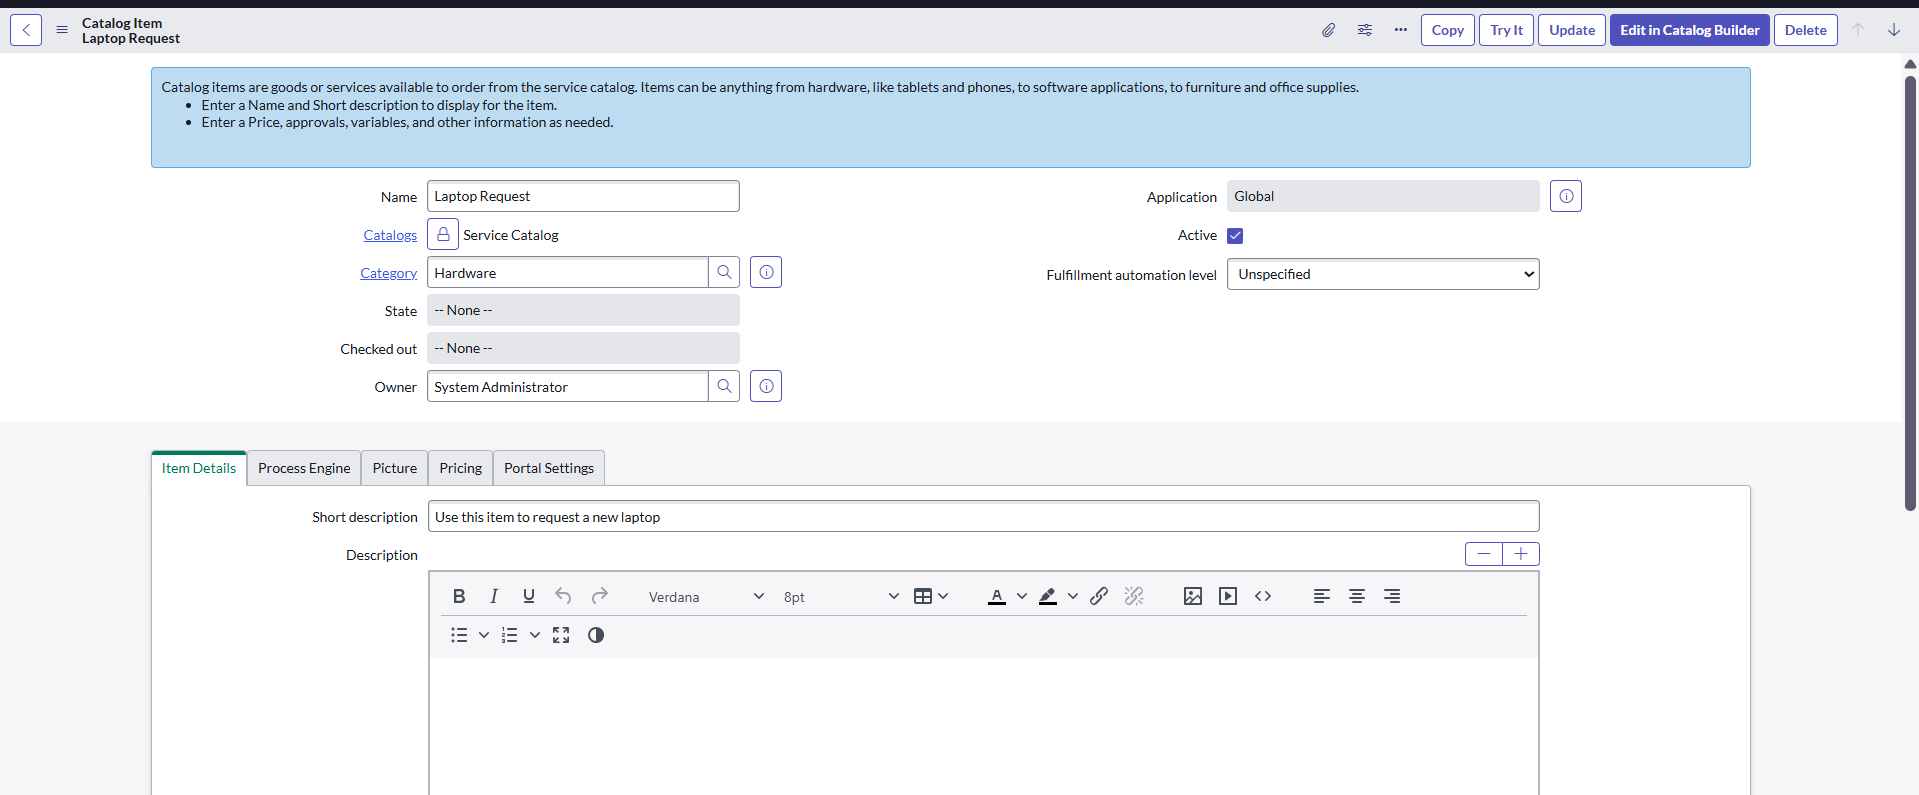 Catalog Item
Laptop Request
Copy
Try It
Update
Edit in Catalog Builder
Delete
Catalog items are goods or services available to order from the service catalog. Items can be anything from hardware, like tablets and phones, to software applications, to furniture and office supplies.
• Enter a Name and Short description to display for the item.
• Enter a Price, approvals, variables, and other information as needed.
Name
Laptop Request
Application
Global
Catalogs
Service Catalog
Active
Category
Hardware
Fulfillment automation level
Unspecified
State
-- None --
Checked out
-- None --
Owner
System Administrator
Item Details
Process Engine
Picture
Pricing
Portal Settings
Short description
Use this item to request a new laptop
Description
B I U Verdana 8pt A